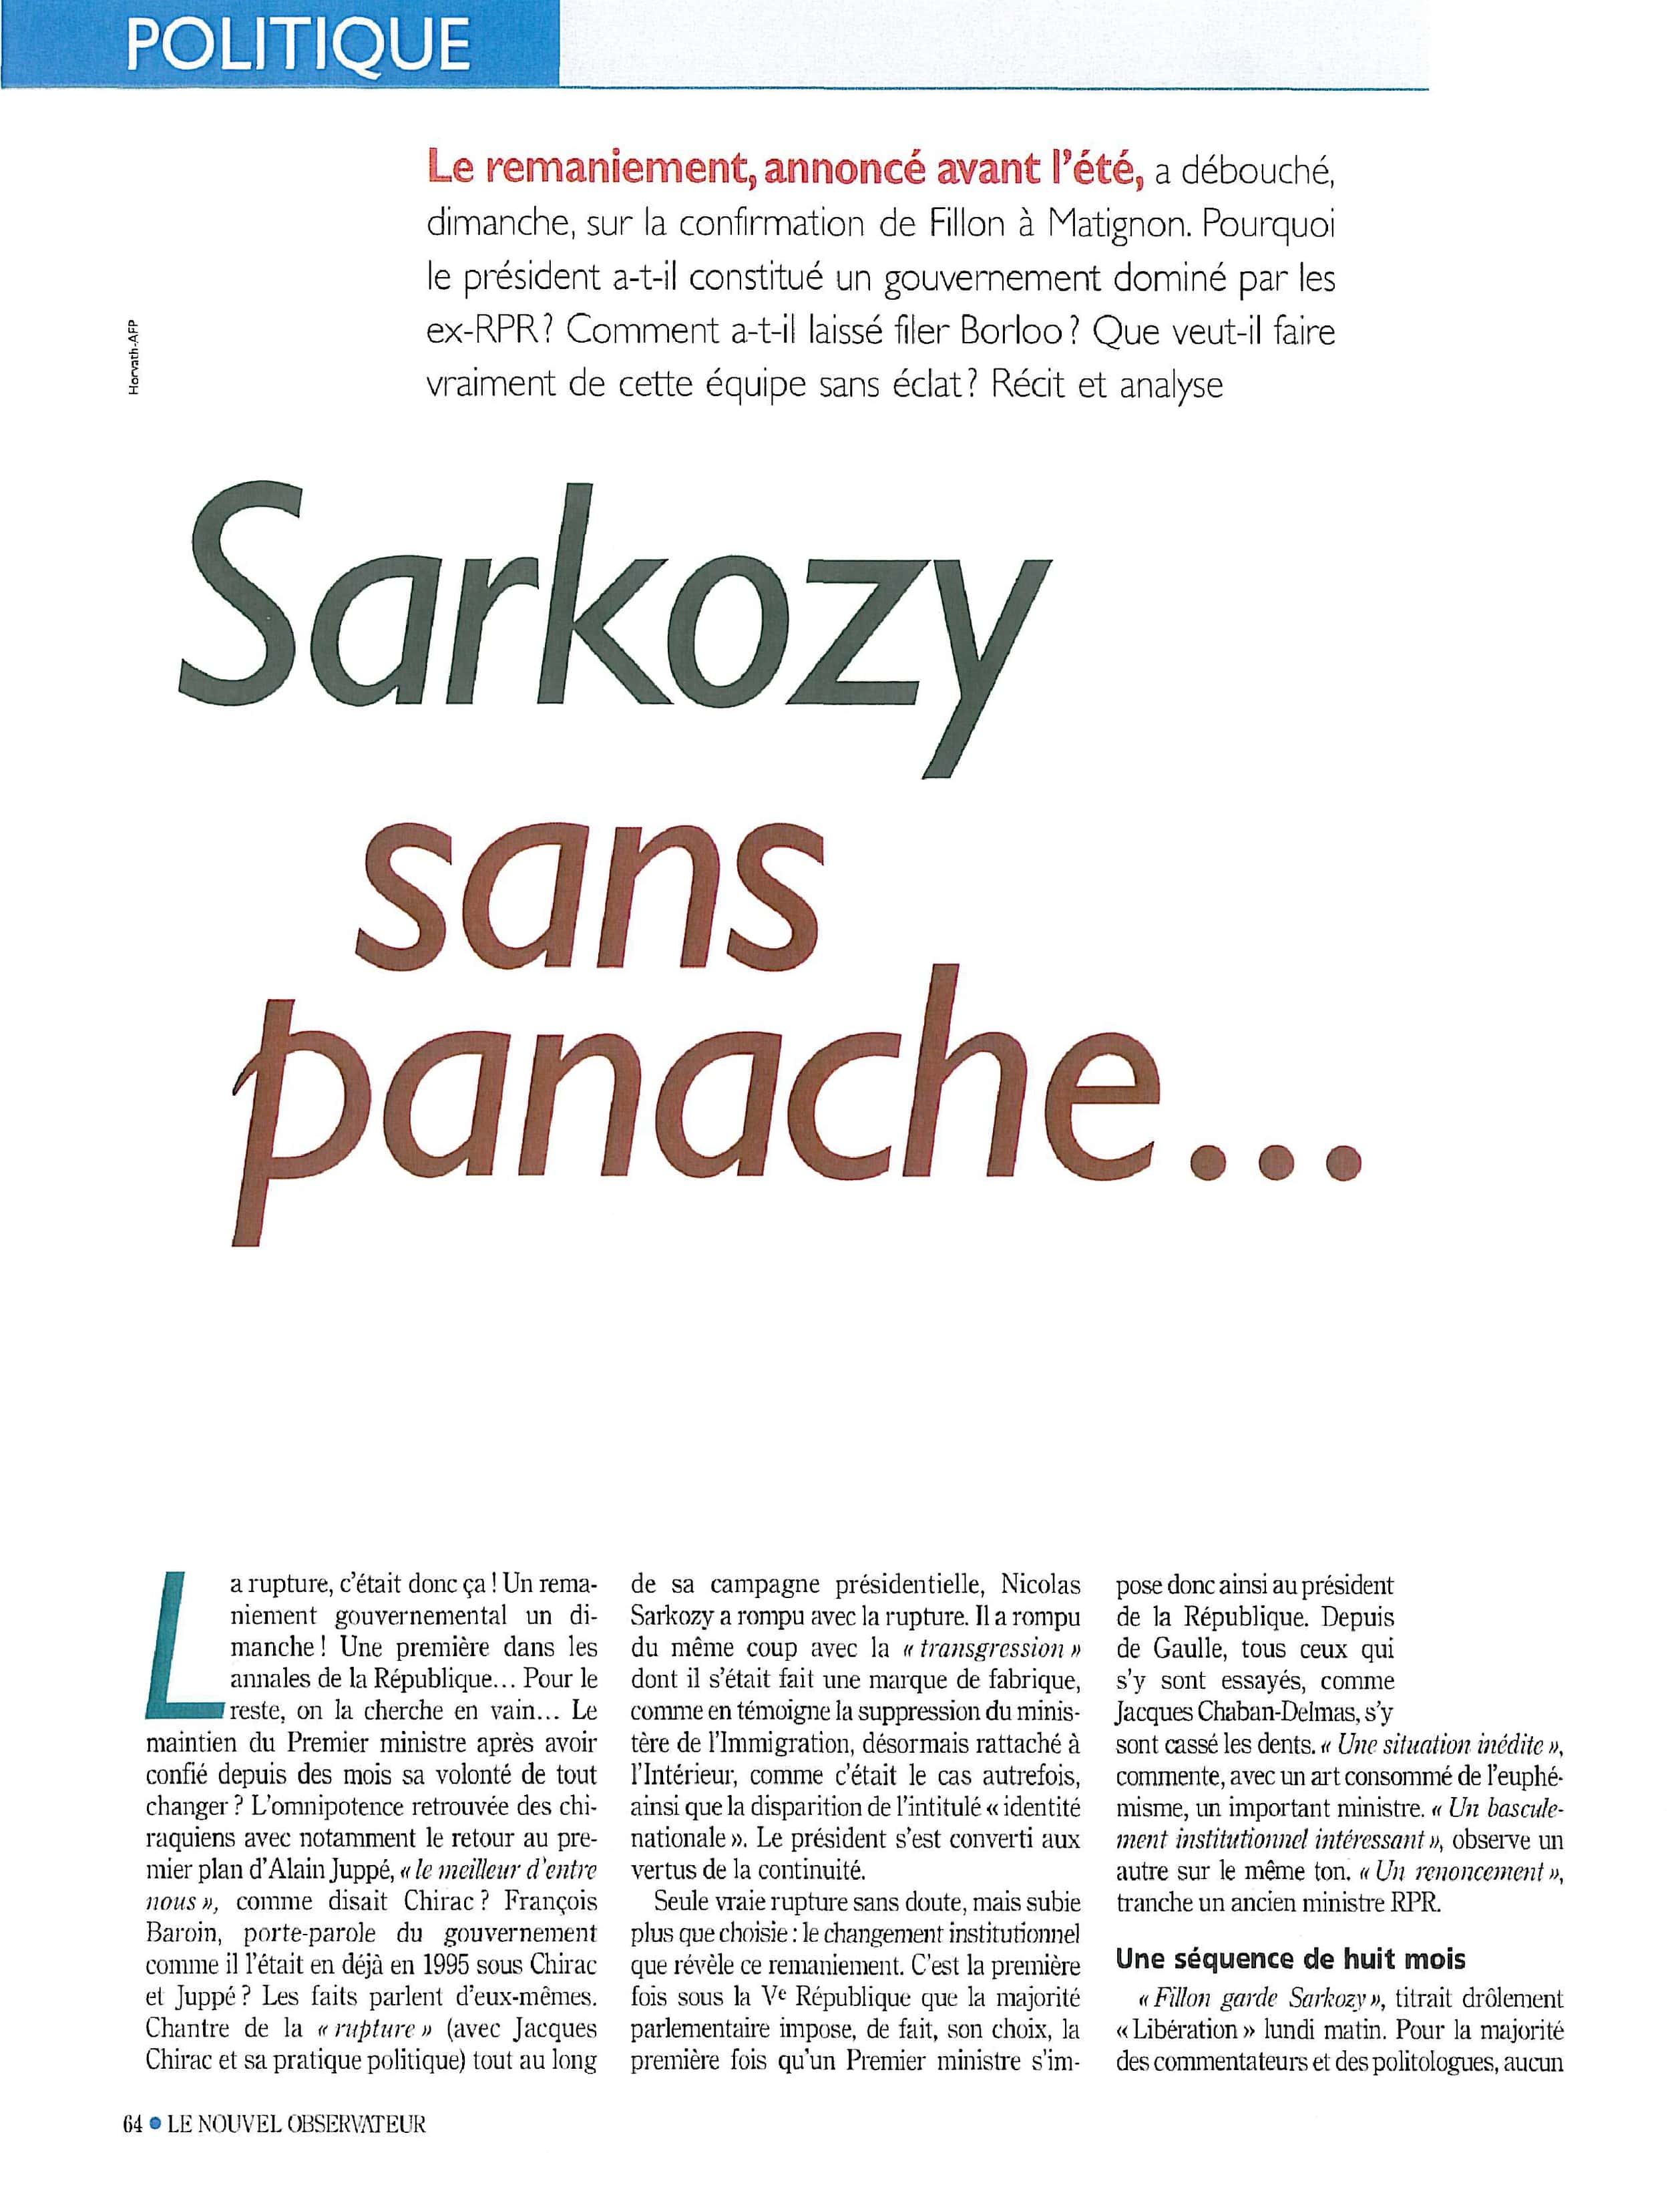 POLITIQUE
Horvath-AFP
Le remaniement, annoncé avant l'été, a débouché,
dimanche, sur la confirmation de Fillon à Matignon. Pourquoi
le président a-t-il constitué un gouvernement dominé par les
ex-RPR? Comment a-t-il laissé filer Borloo? Que veut-il faire
vraiment de cette équipe sans éclat? Récit et analyse
Sarkozy
sans
panache...
La rupture, c'était donc ça ! Un rema-
niement gouvernemental un di-
manche ! Une première dans les
annales de la République... Pour le
reste, on la cherche en vain... Le
maintien du Premier ministre après avoir
confié depuis des mois sa volonté de tout
changer ? L'omnipotence retrouvée des chi-
raquiens avec notamment le retour au pre-
mier plan d'Alain Juppé, « le meilleur d'entre
nous », comme disait Chirac ? François
Baroin, porte-parole du gouvernement
comme il l'était en déjà en 1995 sous Chirac
et Juppé ? Les faits parlent d'eux-mêmes.
Chantre de la « rupture » (avec Jacques
Chirac et sa pratique politique) tout au long
de sa campagne présidentielle, Nicolas
Sarkozy a rompu avec la rupture. Il a rompu
du même coup avec la « transgression »
dont il s'était fait une marque de fabrique,
comme en témoigne la suppression du minis-
tère de l'Immigration, désormais rattaché à
l'Intérieur, comme c'était le cas autrefois,
ainsi que la disparition de l'intitulé « identité
nationale ». Le président s'est converti aux
vertus de la continuité.
Seule vraie rupture sans doute, mais subie
plus que choisie : le changement institutionnel
que révèle ce remaniement. C'est la première
fois sous la Ve République que la majorité
parlementaire impose, de fait, son choix, la
première fois qu'un Premier ministre s'im-
pose donc ainsi au président
de la République. Depuis
de Gaulle, tous ceux qui
s'y sont essayés, comme
Jacques Chaban-Delmas, s'y
sont cassé les dents. « Une situation inédite »,
commente, avec un art consommé de l'euphé-
misme, un important ministre. « Un bascule-
ment institutionnel intéressant », observe un
autre sur le même ton. « Un renoncement »,
tranche un ancien ministre RPR.
Une séquence de huit mois
« Fillon garde Sarkozy », titrait drôlement
« Libération » lundi matin. Pour la majorité
des commentateurs et des politologues, aucun
64 • LE NOUVEL OBSERVATEUR